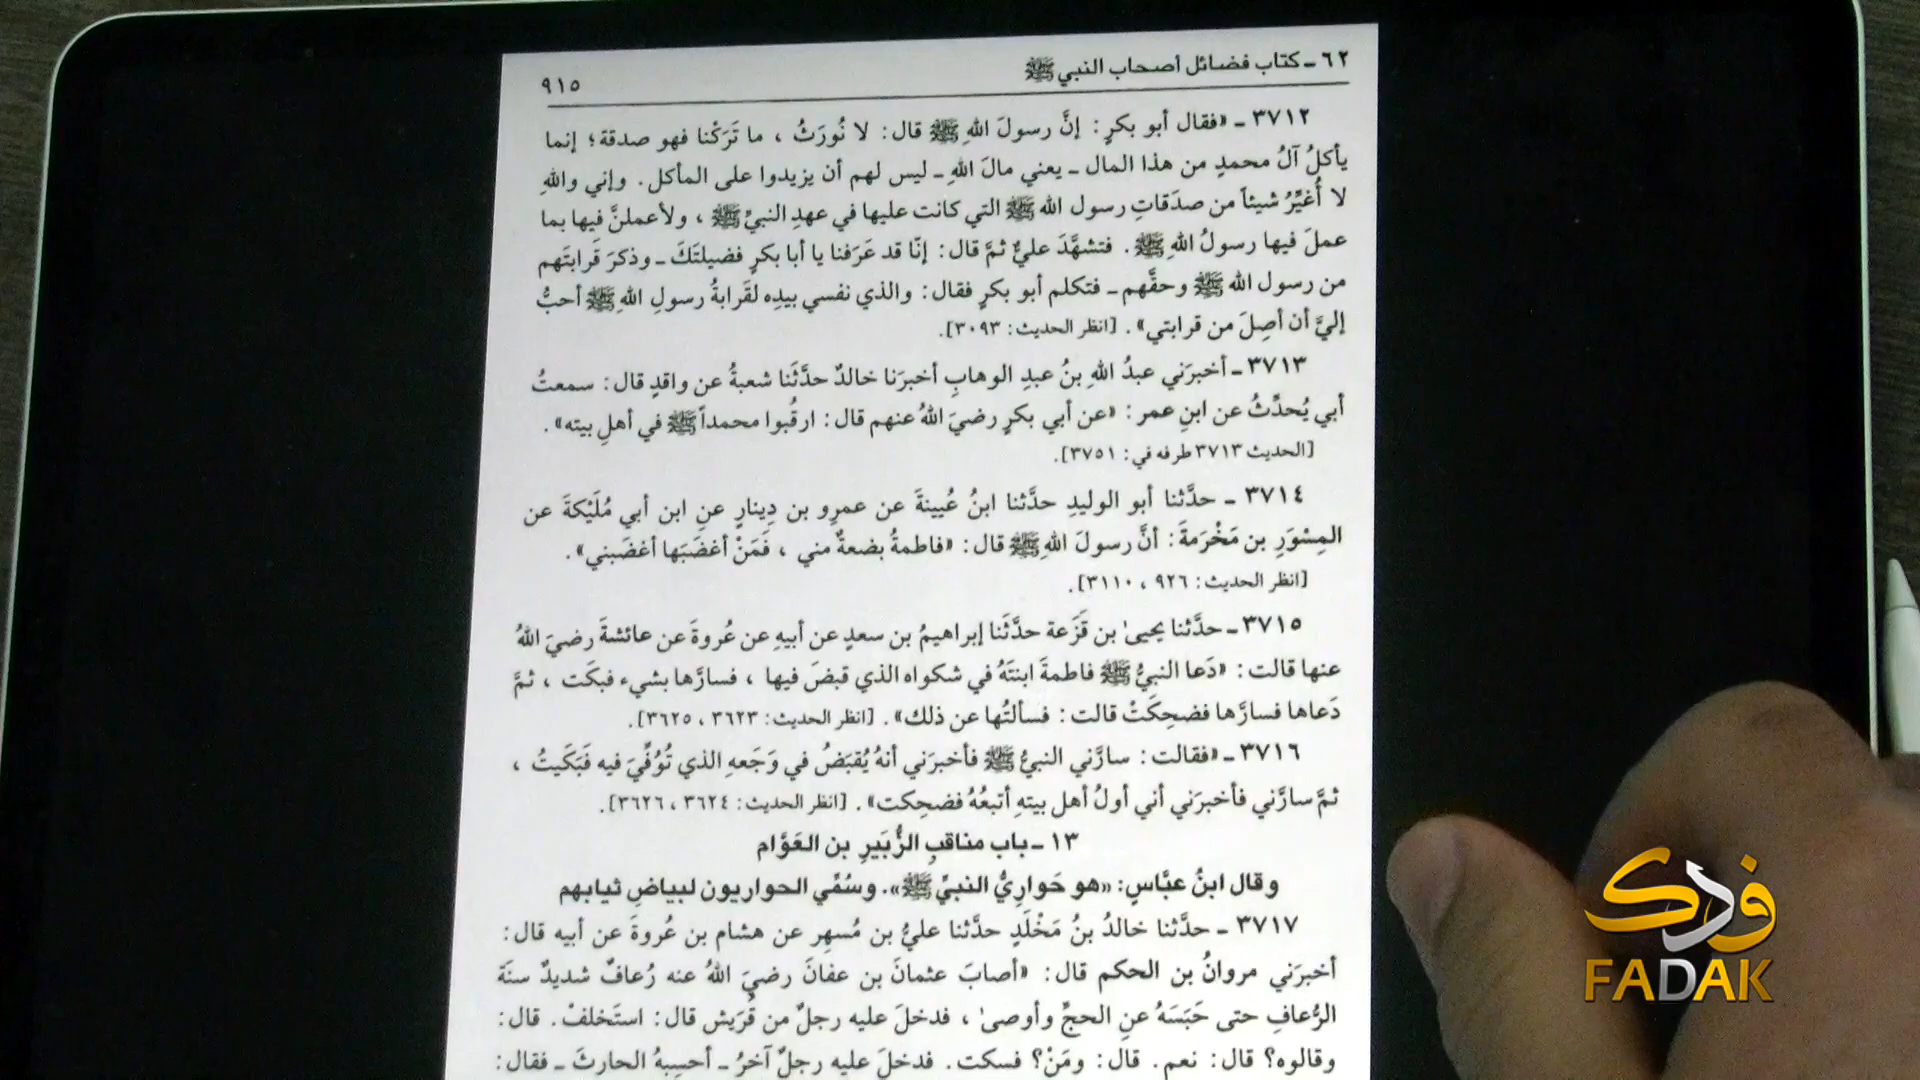 ٦٢ ـ كتاب فضائل أصحاب النبي ﷺ
٩١٥
٣٧١٢ ـ «فقال أبو بكرٍ: إنَّ رسولَ اللهِ ﷺ قال: لا نُورَثُ، ما تَرَكْنا فهو صدقة؛ إنما
يأكلُ آلُ محمدٍ من هذا المال ـ يعني مالَ اللهِ ـ ليس لهم أن يزيدوا على المأكل. وإني واللهِ
لا أُغيِّرُ شيئاً من صدَقاتِ رسول الله ﷺ التي كانت عليها في عهدِ النبيِّ ﷺ، ولأعملنَّ فيها بما
عملَ فيها رسولُ اللهِ ﷺ. فتشهَّدَ عليٌّ ثمَّ قال: إنّا قد عَرَفنا يا أبا بكرٍ فضيلتَكَ ـ وذكرَ قَرابتَهم
من رسول الله ﷺ وحقَّهم ـ فتكلم أبو بكرٍ فقال: والذي نفسي بيدِه لقَرابةُ رسولِ اللهِ ﷺ أحبُّ
إليَّ أن أصِلَ من قرابتي». [انظر الحديث: ٣٠٩٣].
٣٧١٣ ـ أخبرَني عبدُ اللهِ بنُ عبدِ الوهابِ أخبرَنا خالدٌ حدَّثَنا شعبةُ عن واقدٍ قال: سمعتُ
أبي يُحدِّثُ عن ابنِ عمر: «عن أبي بكرٍ رضيَ اللهُ عنهم قال: ارقُبوا محمداً ﷺ في أهلِ بيته».
[الحديث ٣٧١٣ طرفه في: ٣٧٥١].
٣٧١٤ ـ حدَّثنا أبو الوليدِ حدَّثنا ابنُ عُيينةَ عن عمرِو بن دِينارٍ عنِ ابن أبي مُلَيْكةَ عن
المِسْوَرِ بن مَخْرَمةَ: أنَّ رسولَ اللهِ ﷺ قال: «فاطمةُ بضعةٌ مني، فَمَنْ أغضَبَها أغضَبني».
[انظر الحديث: ٩٢٦، ٣١١٠].
٣٧١٥ ـ حدَّثنا يحيىٰ بن قَزَعة حدَّثَنا إبراهيمُ بن سعدٍ عن أبيهِ عن عُروةَ عن عائشةَ رضيَ اللهُ
عنها قالت: «دَعا النبيُّ ﷺ فاطمةَ ابنتَهُ في شكواه الذي قبضَ فيها، فسارَّها بشيء فبكَت، ثمَّ
دَعاها فسارَّها فضحِكَتْ قالت: فسألتُها عن ذلك». [انظر الحديث: ٣٦٢٣، ٣٦٢٥].
٣٧١٦ ـ «فقالت: سارَّني النبيُّ ﷺ فأخبرَني أنهُ يُقبَضُ في وَجَعهِ الذي تُوُفِّيَ فيه فَبَكَيتُ،
ثمَّ سارَّني فأخبرَني أني أولُ أهل بيتهِ أتبعُهُ فضحِكت». [انظر الحديث: ٣٦٢٤، ٣٦٢٦].
١٣ ـ باب مناقبِ الزُّبَيرِ بن العَوَّام
وقال ابنُ عبَّاسٍ: «هو حَوارِيُّ النبيِّ ﷺ». وسُمِّي الحواريون لبياضِ ثيابهم
٣٧١٧ ـ حدَّثنا خالدُ بنُ مَخْلَدٍ حدَّثنا عليُّ بن مُسهِر عن هشام بن عُروةَ عن أبيه قال:
أخبرَني مروانُ بن الحكم قال: «أصابَ عثمانَ بن عفانَ رضيَ اللهُ عنه رُعافٌ شديدٌ سنَةَ
الرُّعافِ حتى حَبَسَهُ عنِ الحجِّ وأوصىٰ، فدخلَ عليه رجلٌ من قُرَيش قال: استَخلفْ. قال:
وقالوه؟ قال: نعم. قال: ومَنْ؟ فسكت. فدخلَ عليه رجلٌ آخرُ ـ أحسِبهُ الحارثَ ـ فقال:
فدك
FADAK